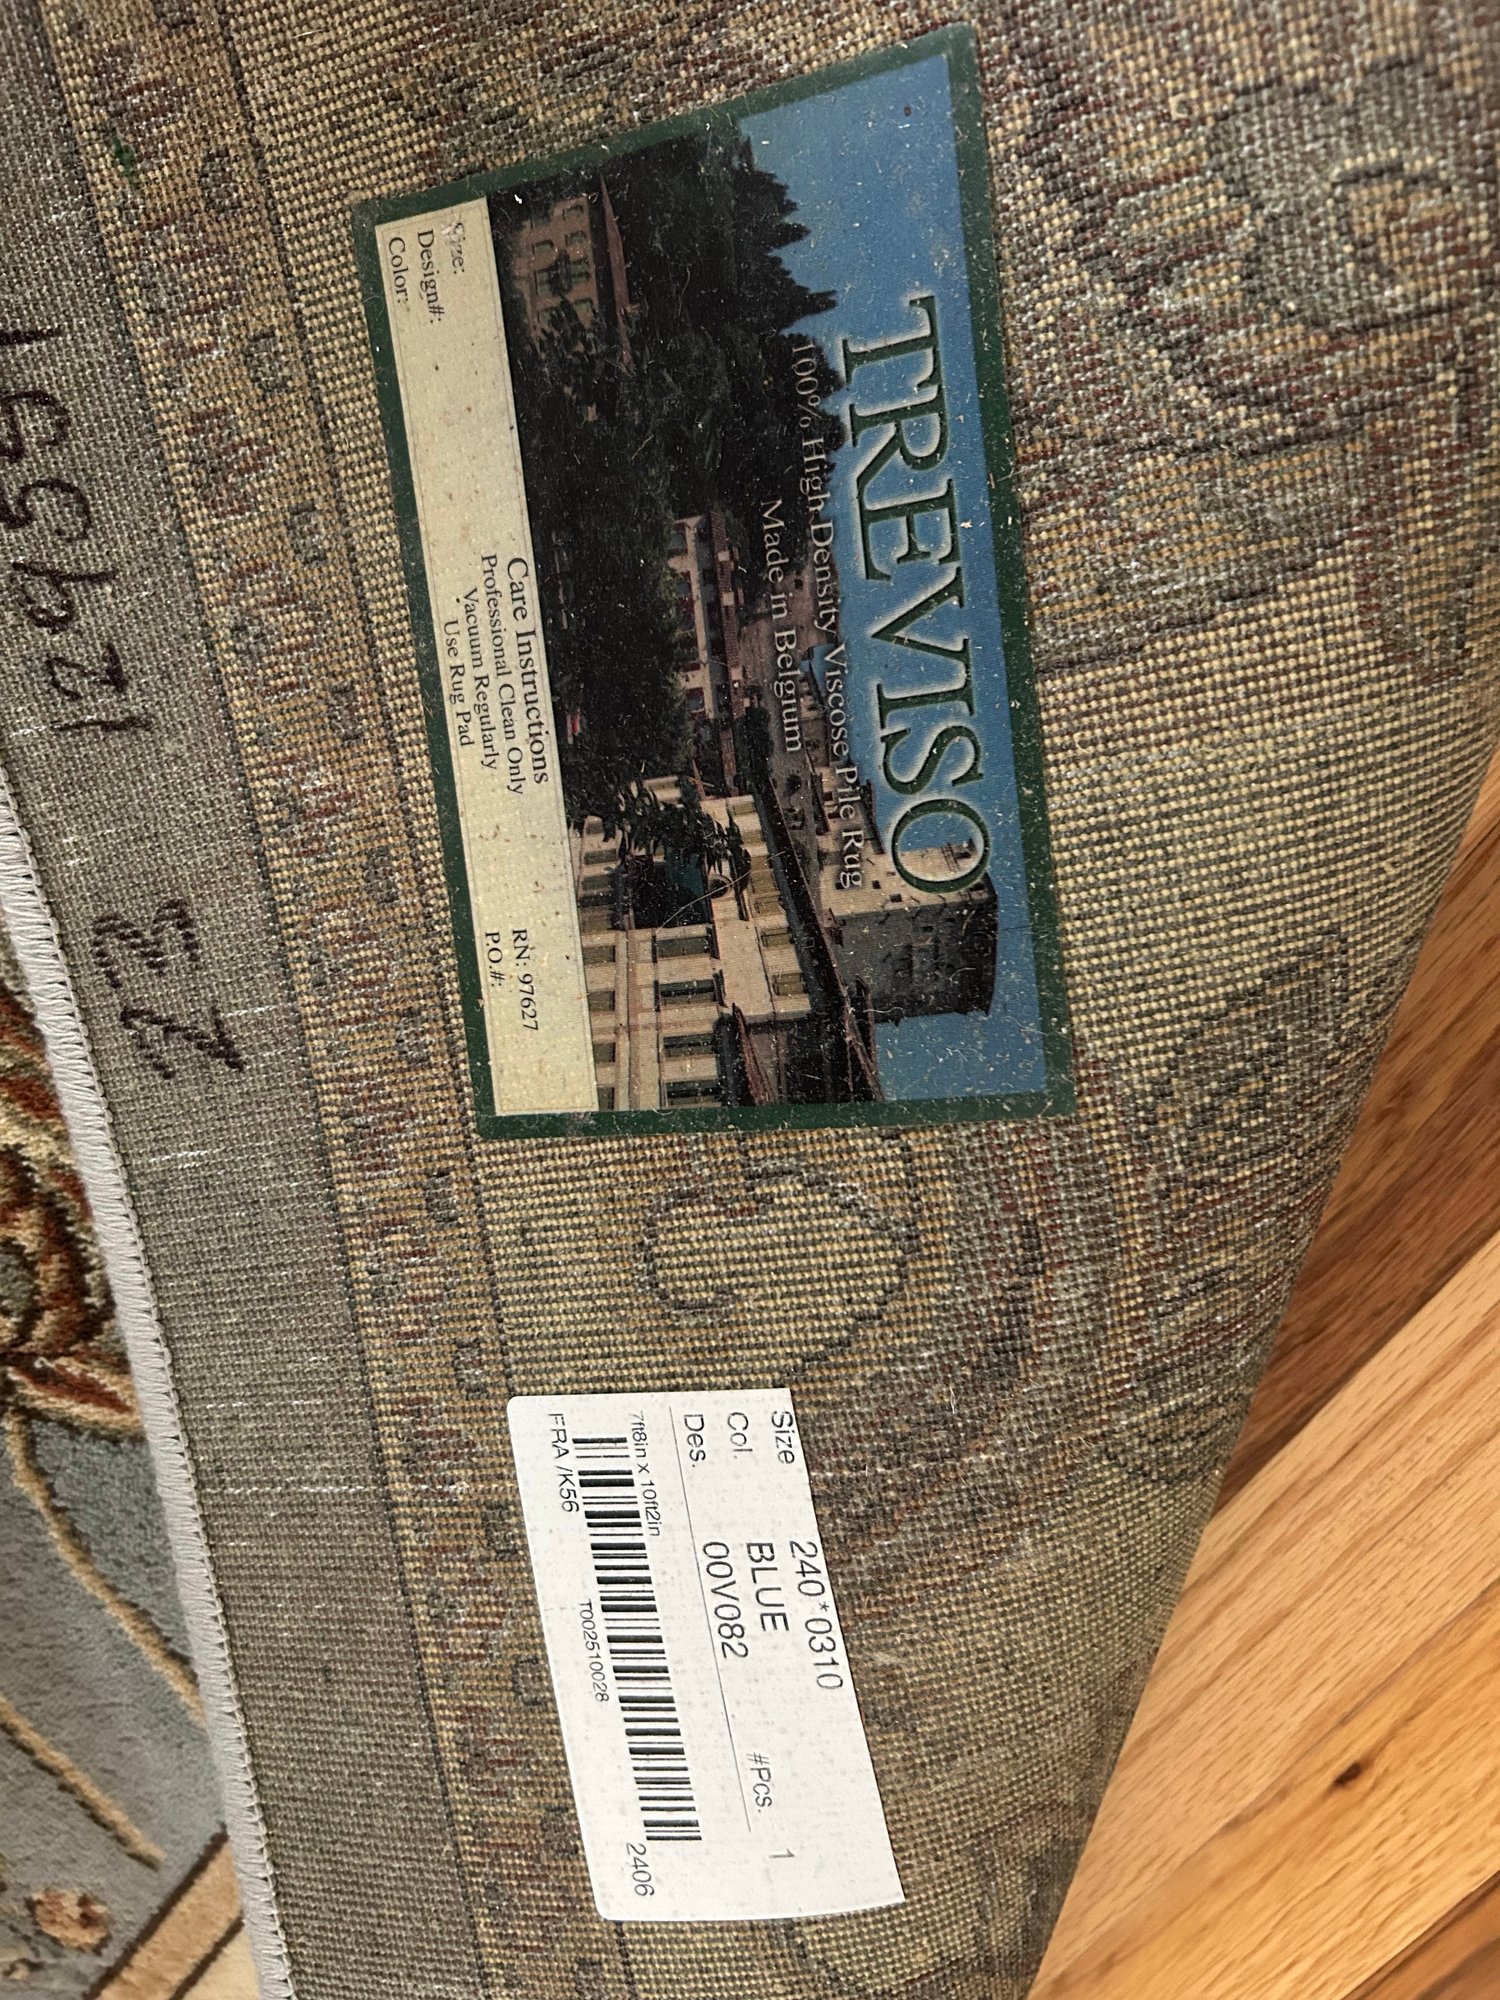 TREVISO
100% High Density Viscose Pile Rug
Made in Belgium
Care Instructions
Professional Clean Only
Vacuum Regularly
Use Rug Pad
Size:
Design#:
Color:
RN: 97627
P.O.#:
Size 240*0310
Col. BLUE #Pcs. 1
Des. 00V082
7ft8in x 10ft2in
T002510028
FRA /K56
2406